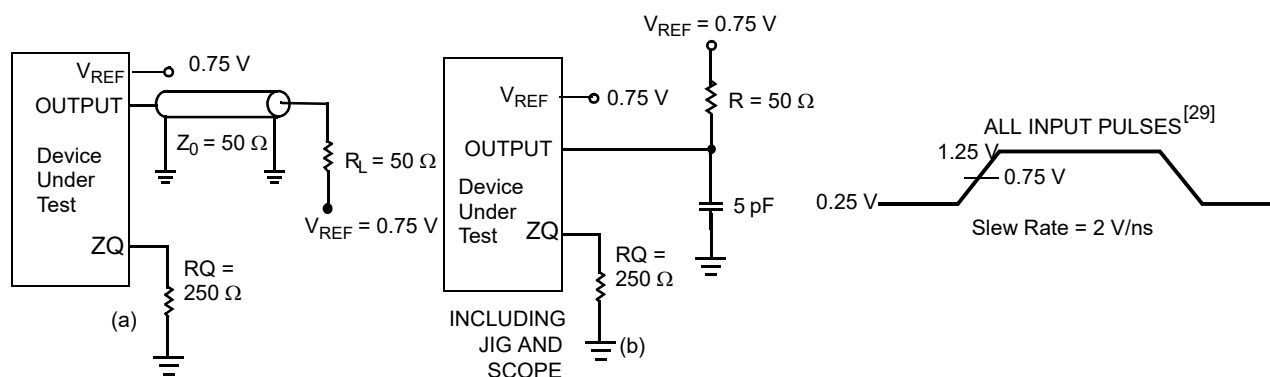 V_REF
0.75 V
OUTPUT
Z_0 = 50 Ω
Device
Under
Test
R_L = 50 Ω
V_REF = 0.75 V
ZQ
RQ =
250 Ω
(a)
V_REF = 0.75 V
V_REF
0.75 V
R = 50 Ω
OUTPUT
Device
Under
Test
5 pF
ZQ
RQ =
250 Ω
INCLUDING
JIG AND
SCOPE
(b)
ALL INPUT PULSES[29]
1.25 V
0.75 V
0.25 V
Slew Rate = 2 V/ns